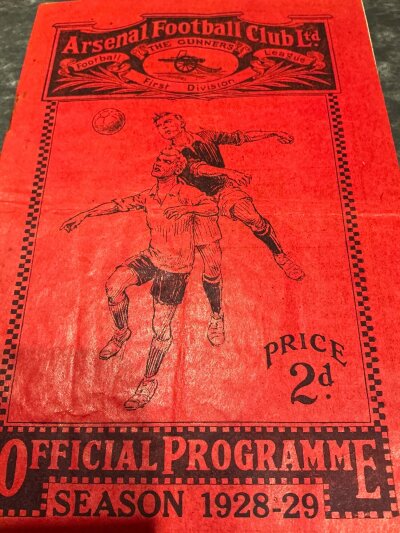 Arsenal Football Club Ltd.
"THE GUNNERS"
Football League
First Division
PRICE
2d.
OFFICIAL PROGRAMME
SEASON 1928-29